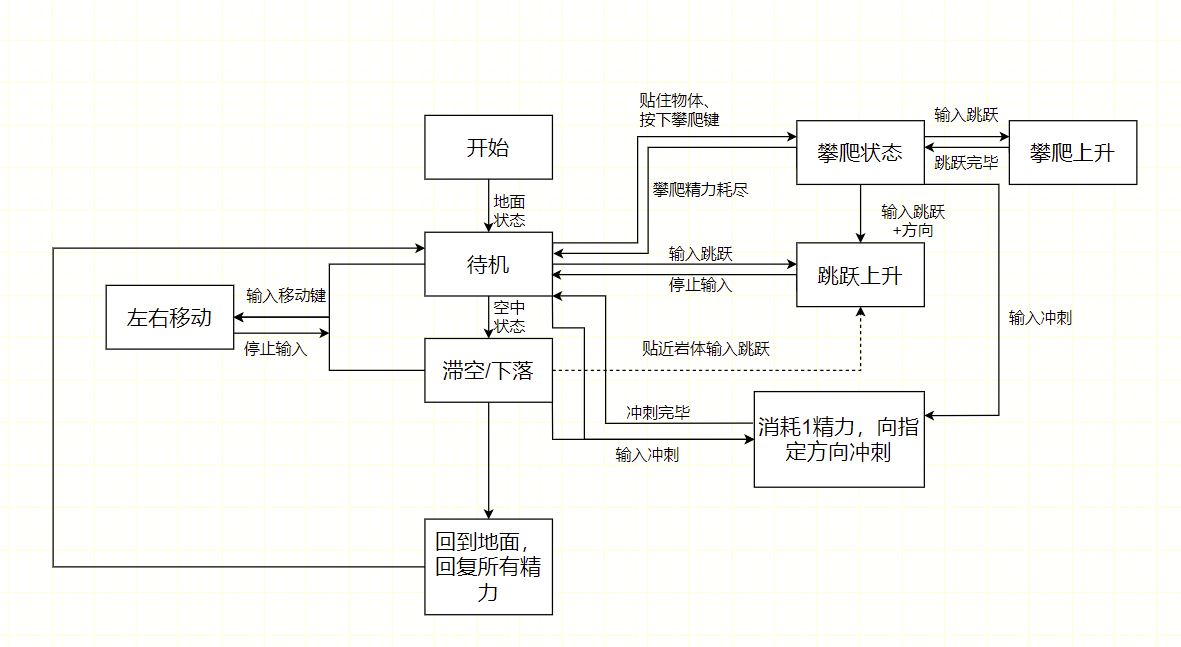 开始
地面
状态
待机
空中
状态
滞空/下落
回到地面，
回复所有精
力
左右移动
输入移动键
停止输入
贴住物体、
按下攀爬键
攀爬精力耗尽
输入跳跃
停止输入
攀爬状态
输入跳跃
跳跃完毕
攀爬上升
输入跳跃
+方向
跳跃上升
输入冲刺
贴近岩体输入跳跃
冲刺完毕
输入冲刺
消耗1精力，向指
定方向冲刺